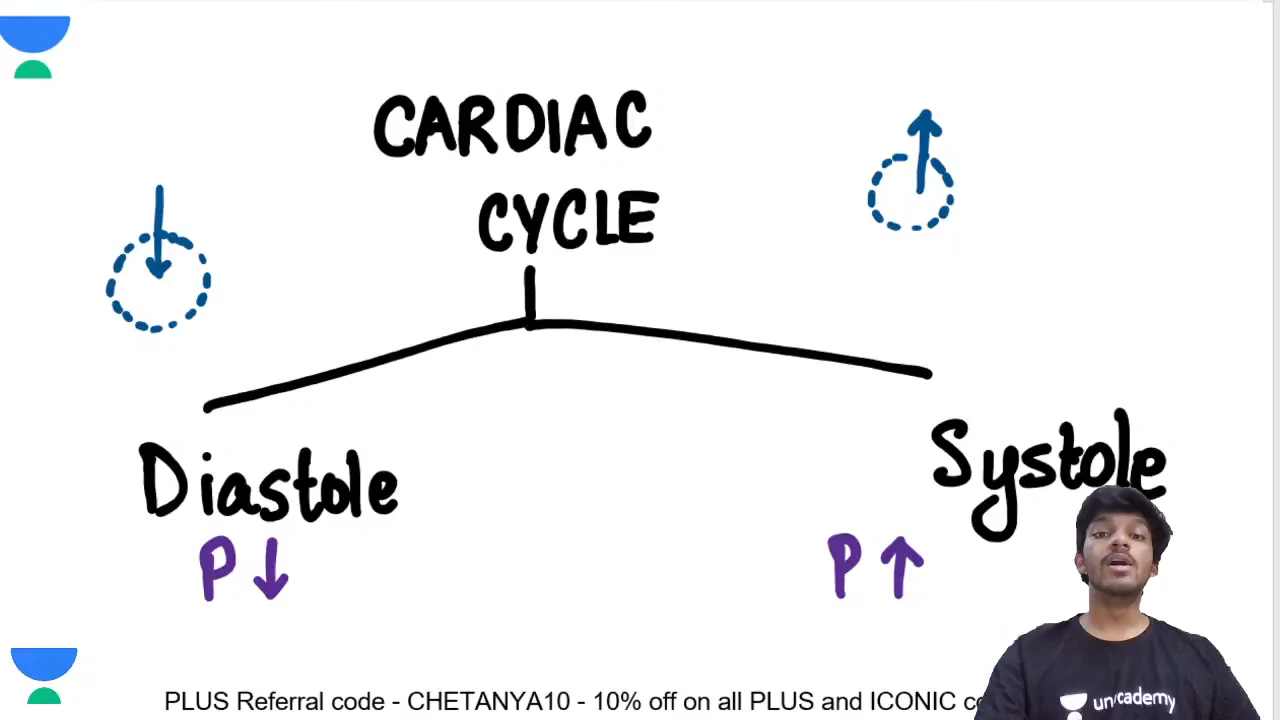 CARDIAC
CYCLE
Diastole
Systole
P ↓
P ↑
unacademy
PLUS Referral code - CHETANYA10 - 10% off on all PLUS and ICONIC